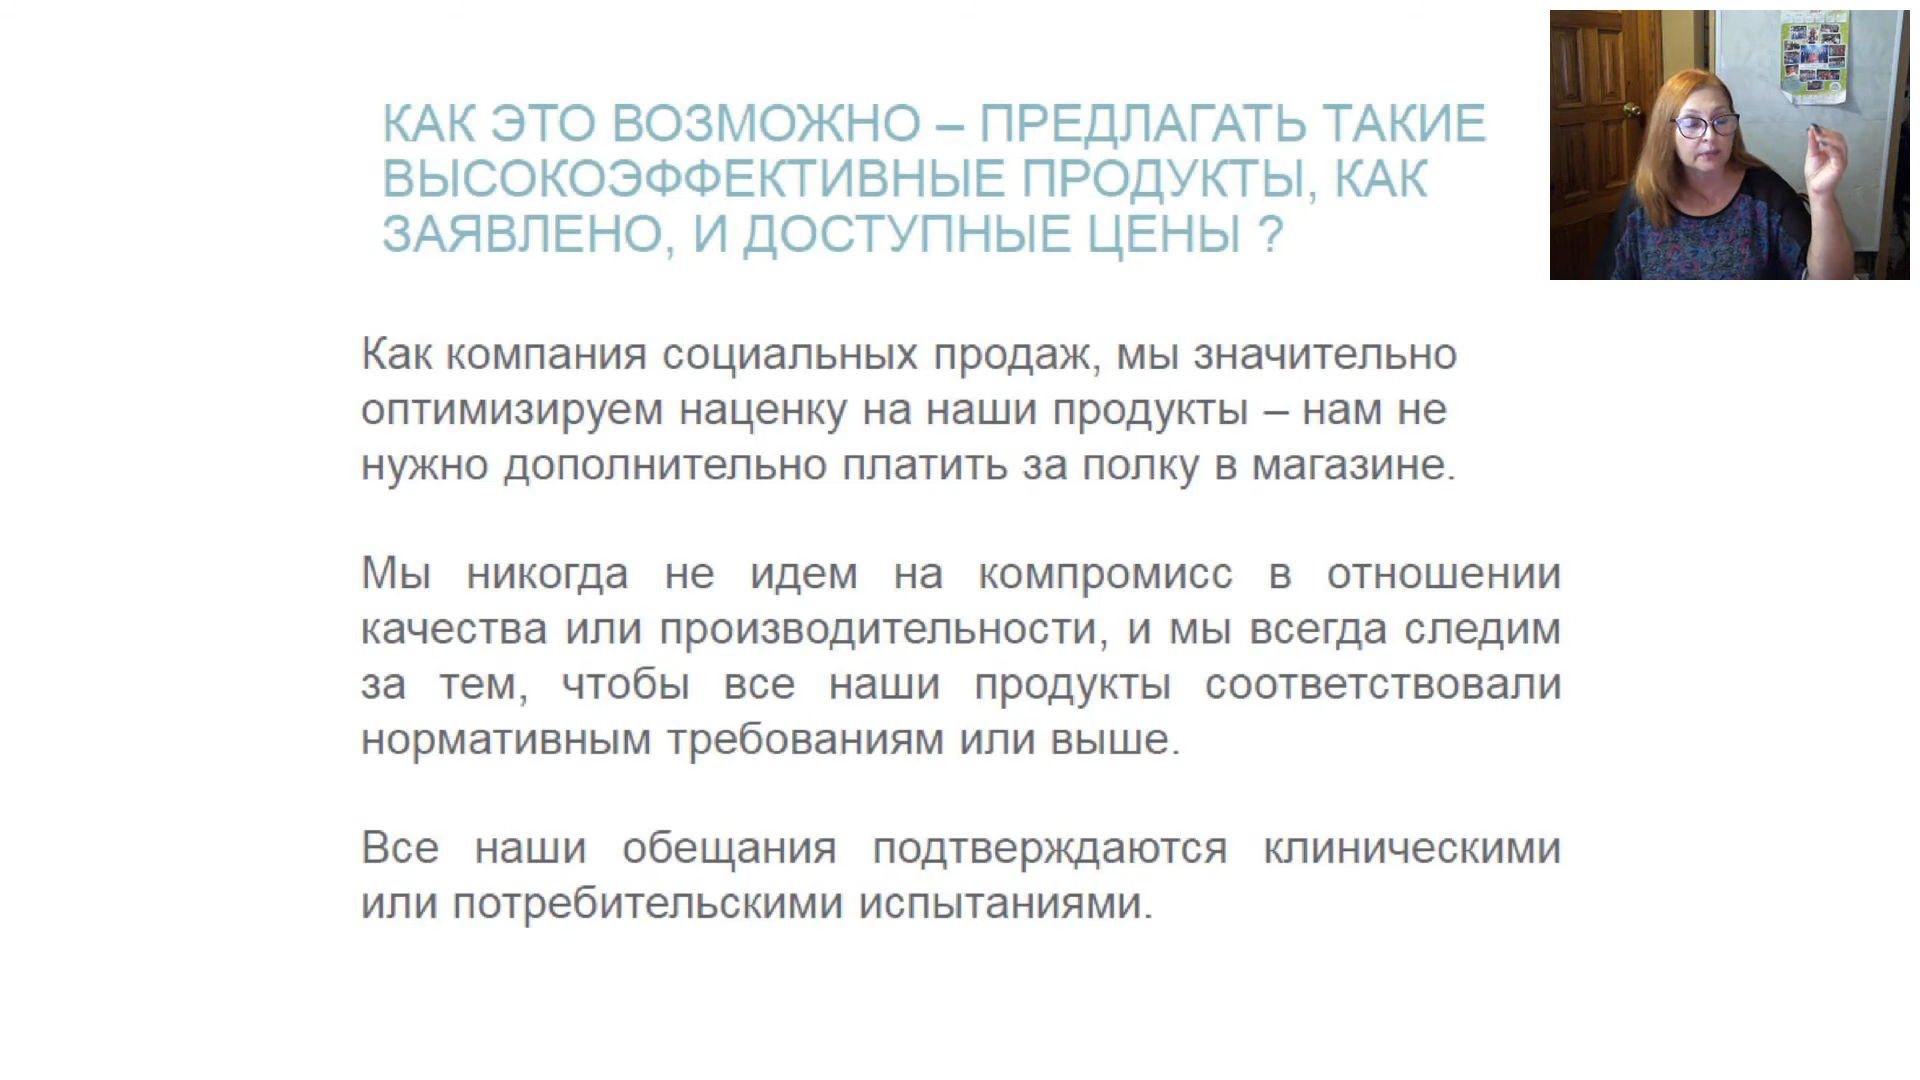 КАК ЭТО ВОЗМОЖНО – ПРЕДЛАГАТЬ ТАКИЕ
ВЫСОКОЭФФЕКТИВНЫЕ ПРОДУКТЫ, КАК
ЗАЯВЛЕНО, И ДОСТУПНЫЕ ЦЕНЫ ?
Как компания социальных продаж, мы значительно
оптимизируем наценку на наши продукты – нам не
нужно дополнительно платить за полку в магазине.
Мы никогда не идем на компромисс в отношении
качества или производительности, и мы всегда следим
за тем, чтобы все наши продукты соответствовали
нормативным требованиям или выше.
Все наши обещания подтверждаются клиническими
или потребительскими испытаниями.